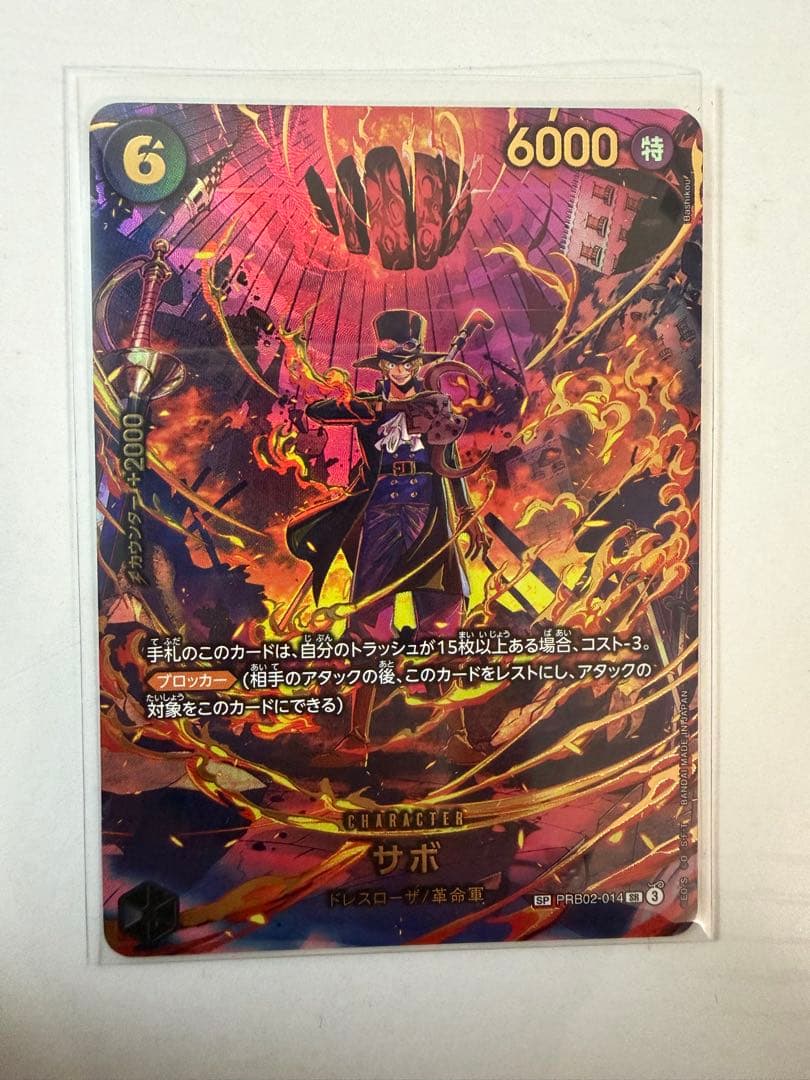 6
6000 特
Bashikou
カウンター +2000
手札のこのカードは、自分のトラッシュが15枚以上ある場合、コスト-3。
ブロッカー (相手のアタックの後、このカードをレストにし、アタックの
対象をこのカードにできる)
CHARACTER
サボ
ドレスローザ/革命軍
SP PRB02-014 SR 3
BANDAI MADE IN JAPAN